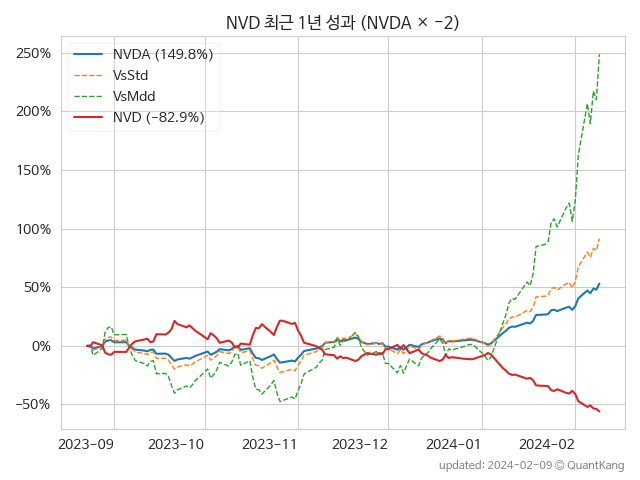 NVD 최근 1년 성과 (NVDA × −2)
NVDA (149.8%)
VsStd
VsMdd
NVD (−82.9%)
250%
200%
150%
100%
50%
0%
−50%
2023-09
2023-10
2023-11
2023-12
2024-01
2024-02
updated: 2024-02-09 © QuantKang